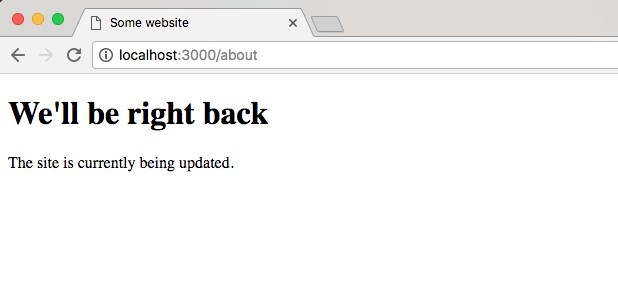 Some website
localhost:3000/about
We'll be right back
The site is currently being updated.